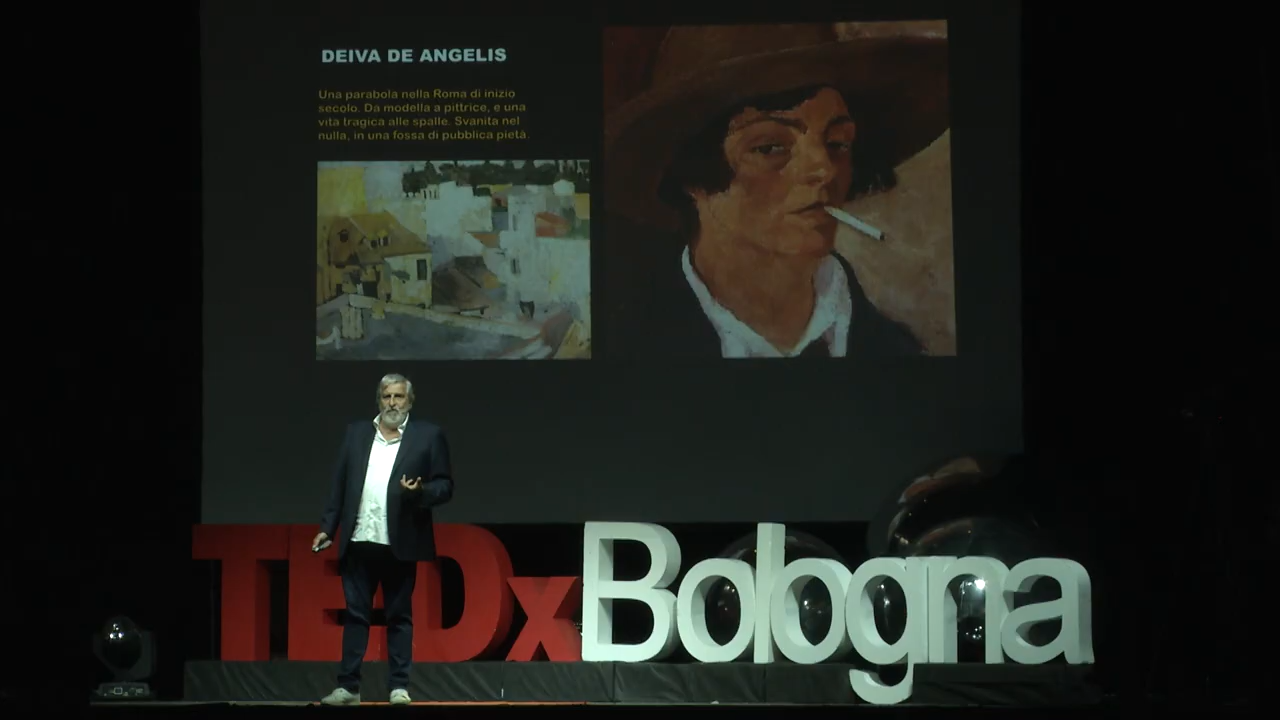 DEIVA DE ANGELIS
Una parabola nella Roma di inizio
secolo. Da modella a pittrice, e una
vita tragica alle spalle. Svanita nel
nulla, in una fossa di pubblica pietà.
TEDxBologna